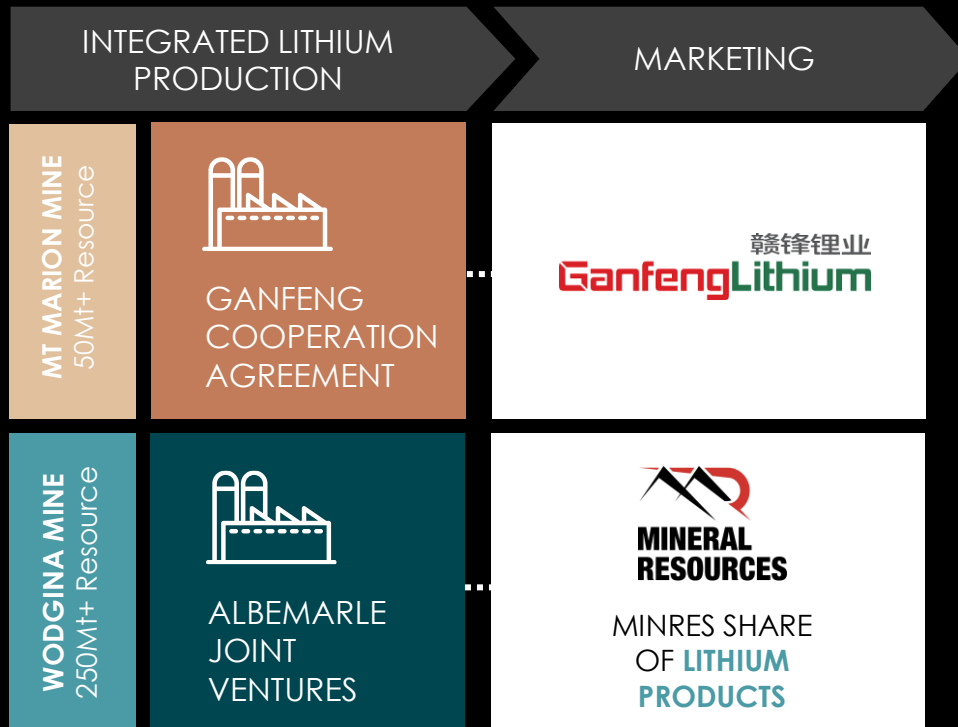 INTEGRATED LITHIUM
PRODUCTION
MARKETING
MT MARION MINE
50Mt+ Resource
GANFENG
COOPERATION
AGREEMENT
赣锋锂业
GanfengLithium
WODGINA MINE
250Mt+ Resource
ALBEMARLE
JOINT
VENTURES
MINERAL
RESOURCES
MINRES SHARE
OF LITHIUM
PRODUCTS